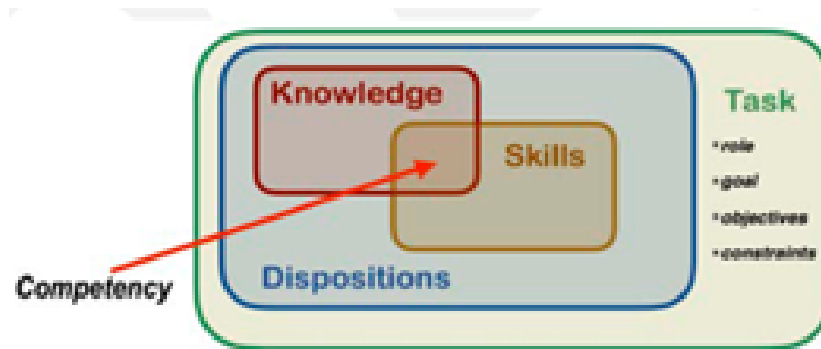 Knowledge
Task
Skills
•role
•goal
•objectives
•constraints
Dispositions
Competency